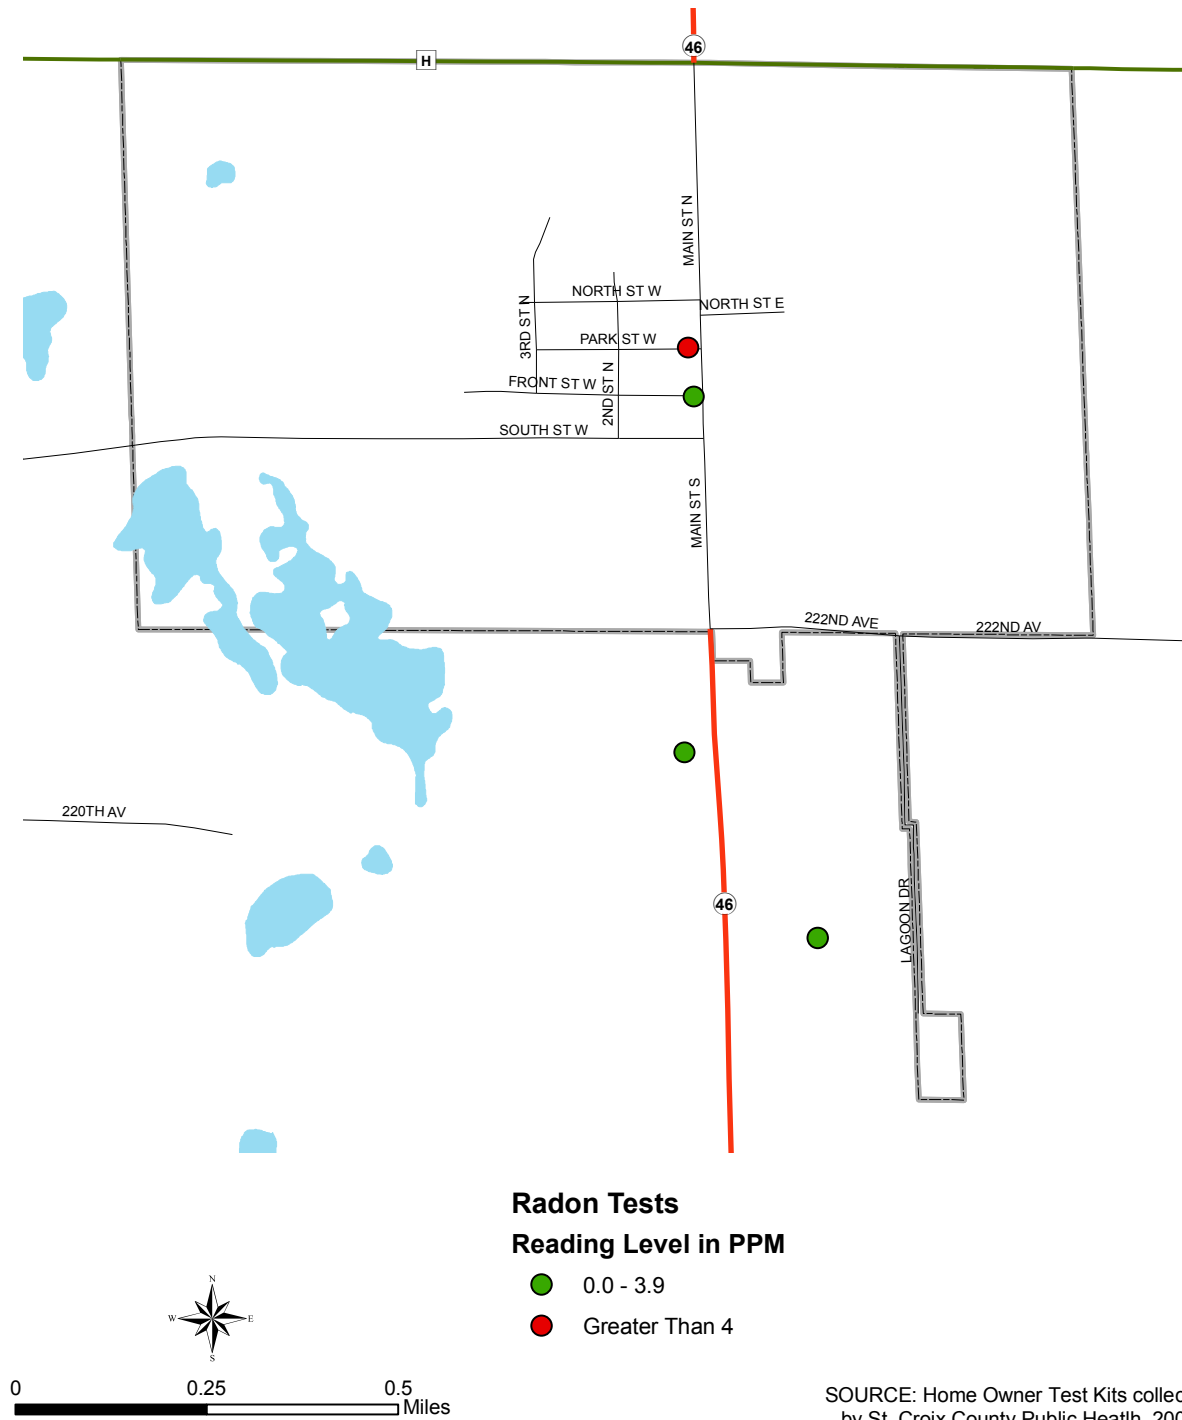 46
H
MAIN ST N
NORTH ST W
NORTH ST E
3RD ST N
PARK ST W
FRONT ST W
2ND ST N
SOUTH ST W
MAIN ST S
222ND AVE
222ND AV
220TH AV
LAGOON DR
46
Radon Tests
Reading Level in PPM
0.0 - 3.9
Greater Than 4
N
W
E
S
0
0.25
0.5
Miles
SOURCE: Home Owner Test Kits collec
by St. Croix County Public Heatlh, 200